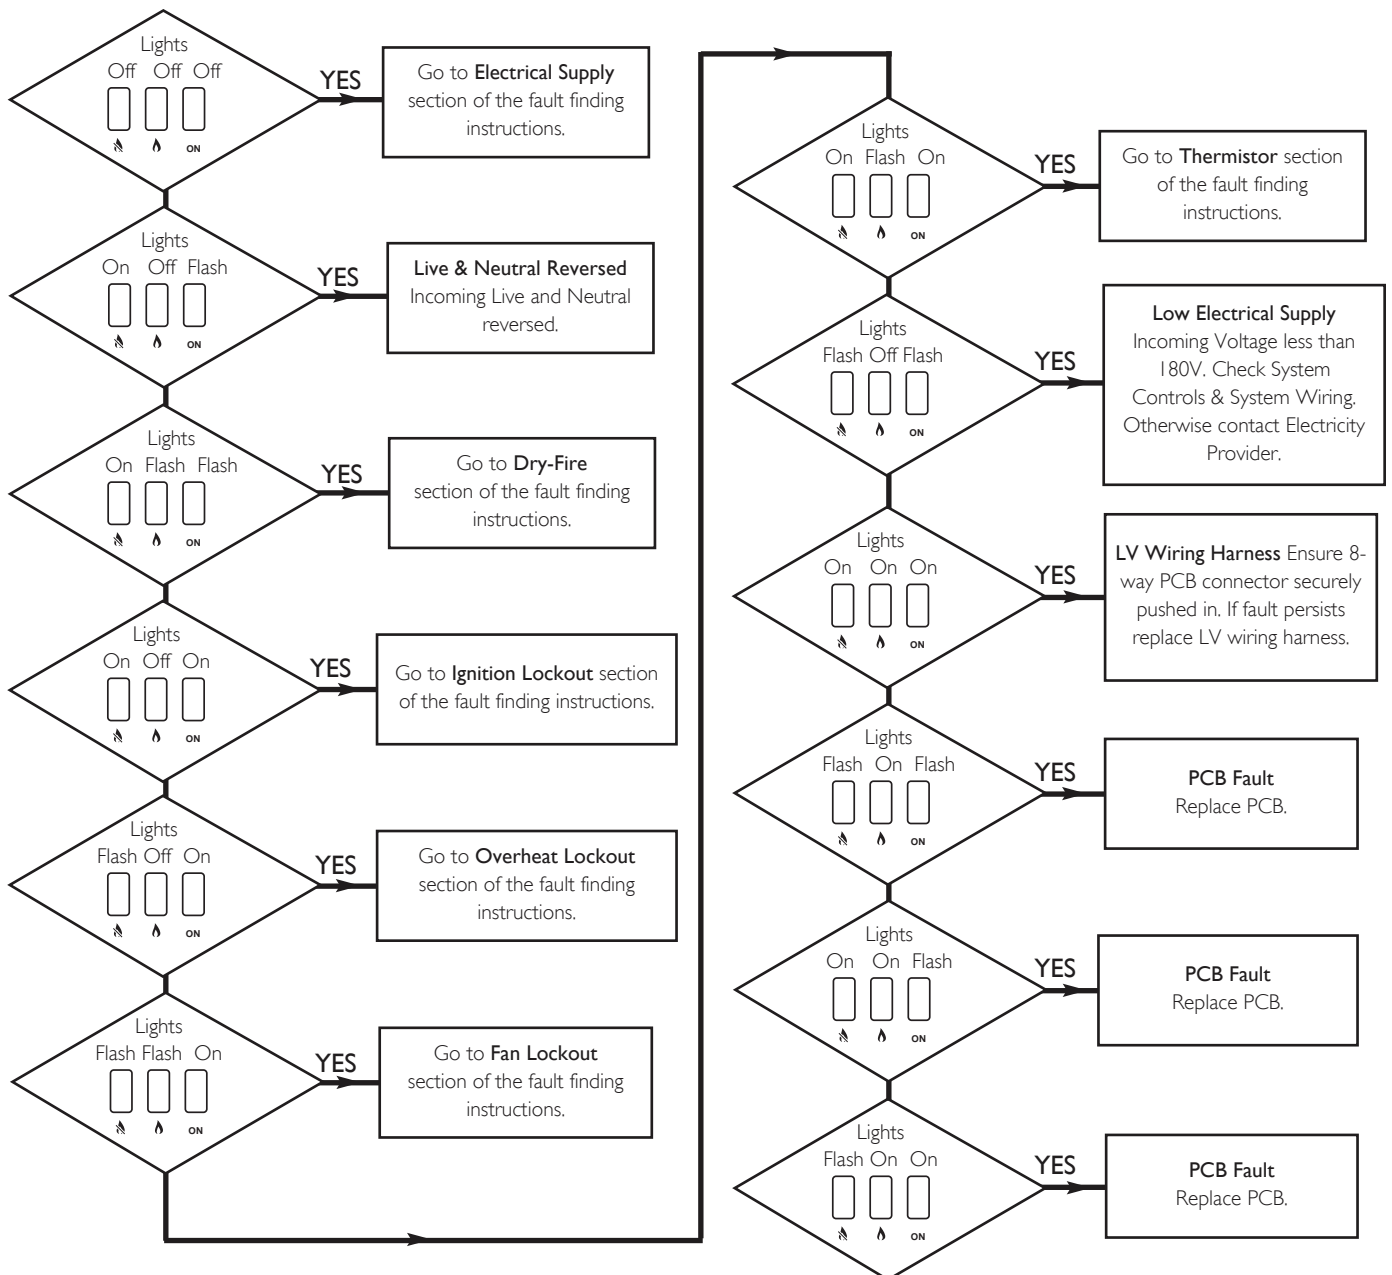 Lights
Off Off Off
ON
YES
Go to Electrical Supply
section of the fault finding
instructions.
Lights
On Off Flash
ON
YES
Live & Neutral Reversed
Incoming Live and Neutral
reversed.
Lights
On Flash Flash
ON
YES
Go to Dry-Fire
section of the fault finding
instructions.
Lights
On Off On
ON
YES
Go to Ignition Lockout section
of the fault finding instructions.
Lights
Flash Off On
ON
YES
Go to Overheat Lockout
section of the fault finding
instructions.
Lights
Flash Flash On
ON
YES
Go to Fan Lockout
section of the fault finding
instructions.
Lights
On Flash On
ON
YES
Go to Thermistor section
of the fault finding
instructions.
Lights
Flash Off Flash
ON
YES
Low Electrical Supply
Incoming Voltage less than
180V. Check System
Controls & System Wiring.
Otherwise contact Electricity
Provider.
Lights
On On On
ON
YES
LV Wiring Harness Ensure 8-
way PCB connector securely
pushed in. If fault persists
replace LV wiring harness.
Lights
Flash On Flash
ON
YES
PCB Fault
Replace PCB.
Lights
On On Flash
ON
YES
PCB Fault
Replace PCB.
Lights
Flash On On
ON
YES
PCB Fault
Replace PCB.